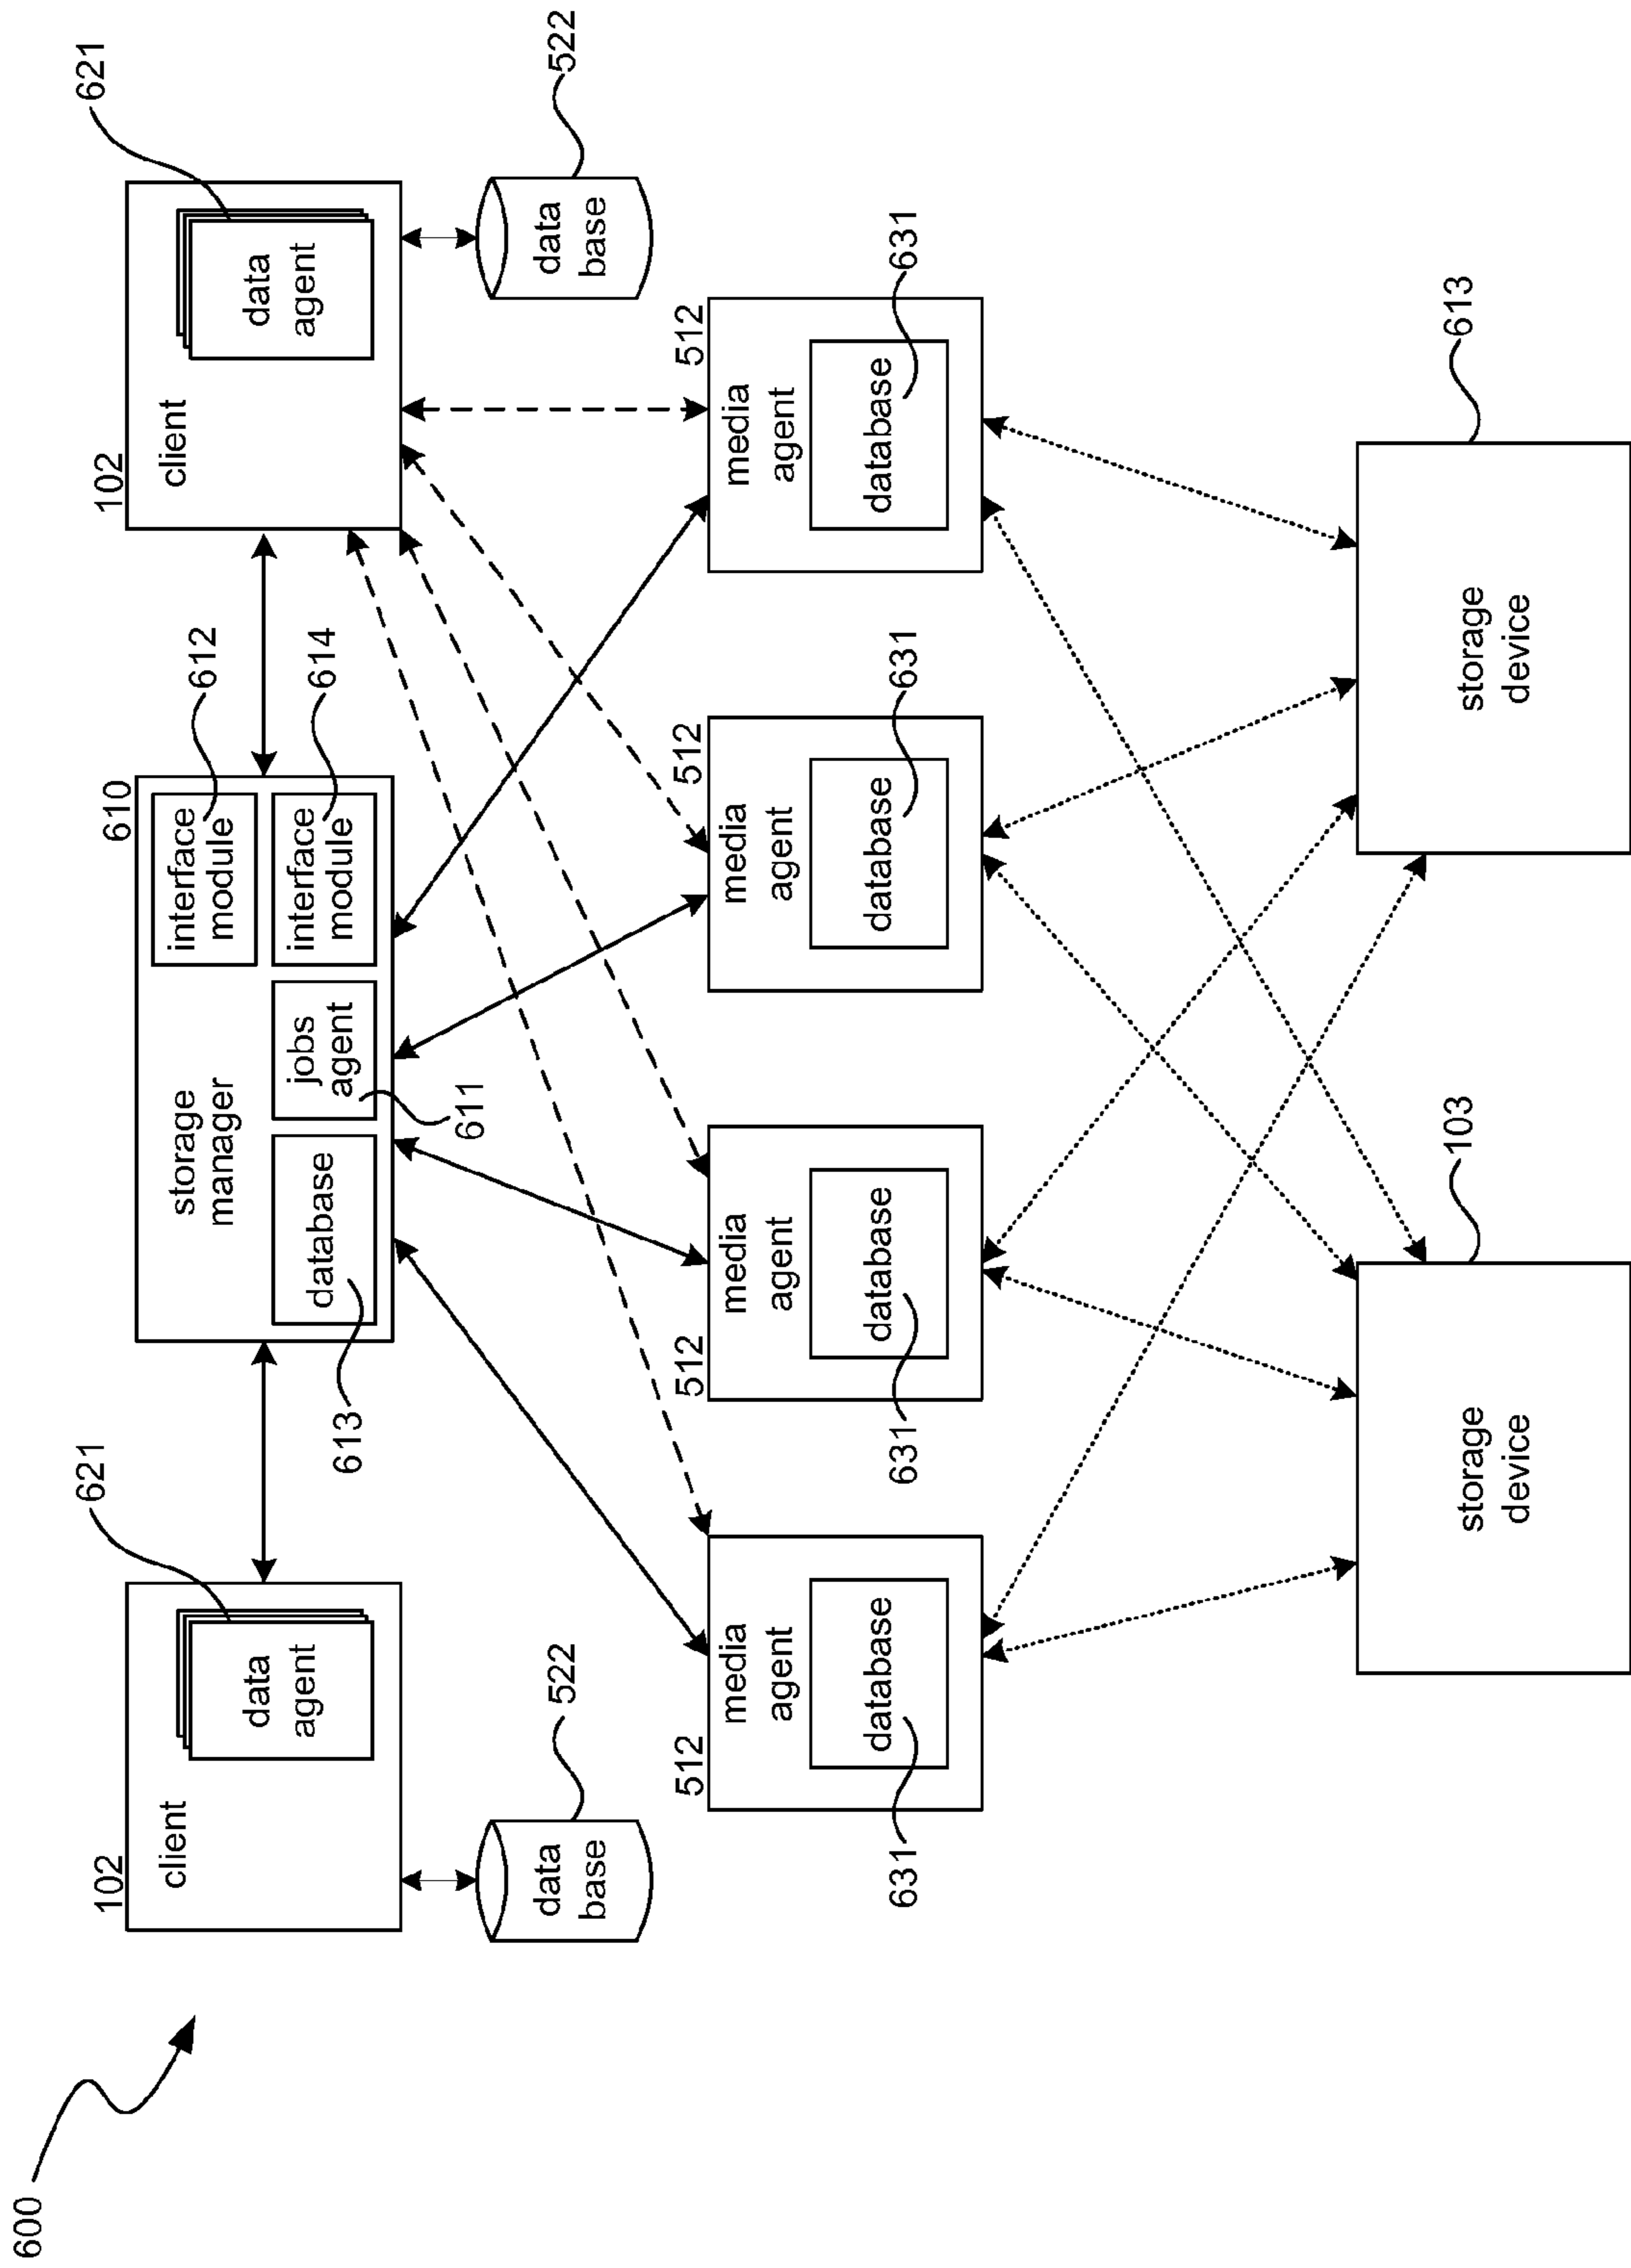 600
102
client
data
agent
621
data
base
522
610
storage
manager
database
613
jobs
agent
611
interface
module
612
interface
module
614
102
client
data
agent
621
data
base
522
512
media
agent
database
631
512
media
agent
database
631
512
media
agent
database
631
512
media
agent
database
631
storage
device
103
storage
device
613